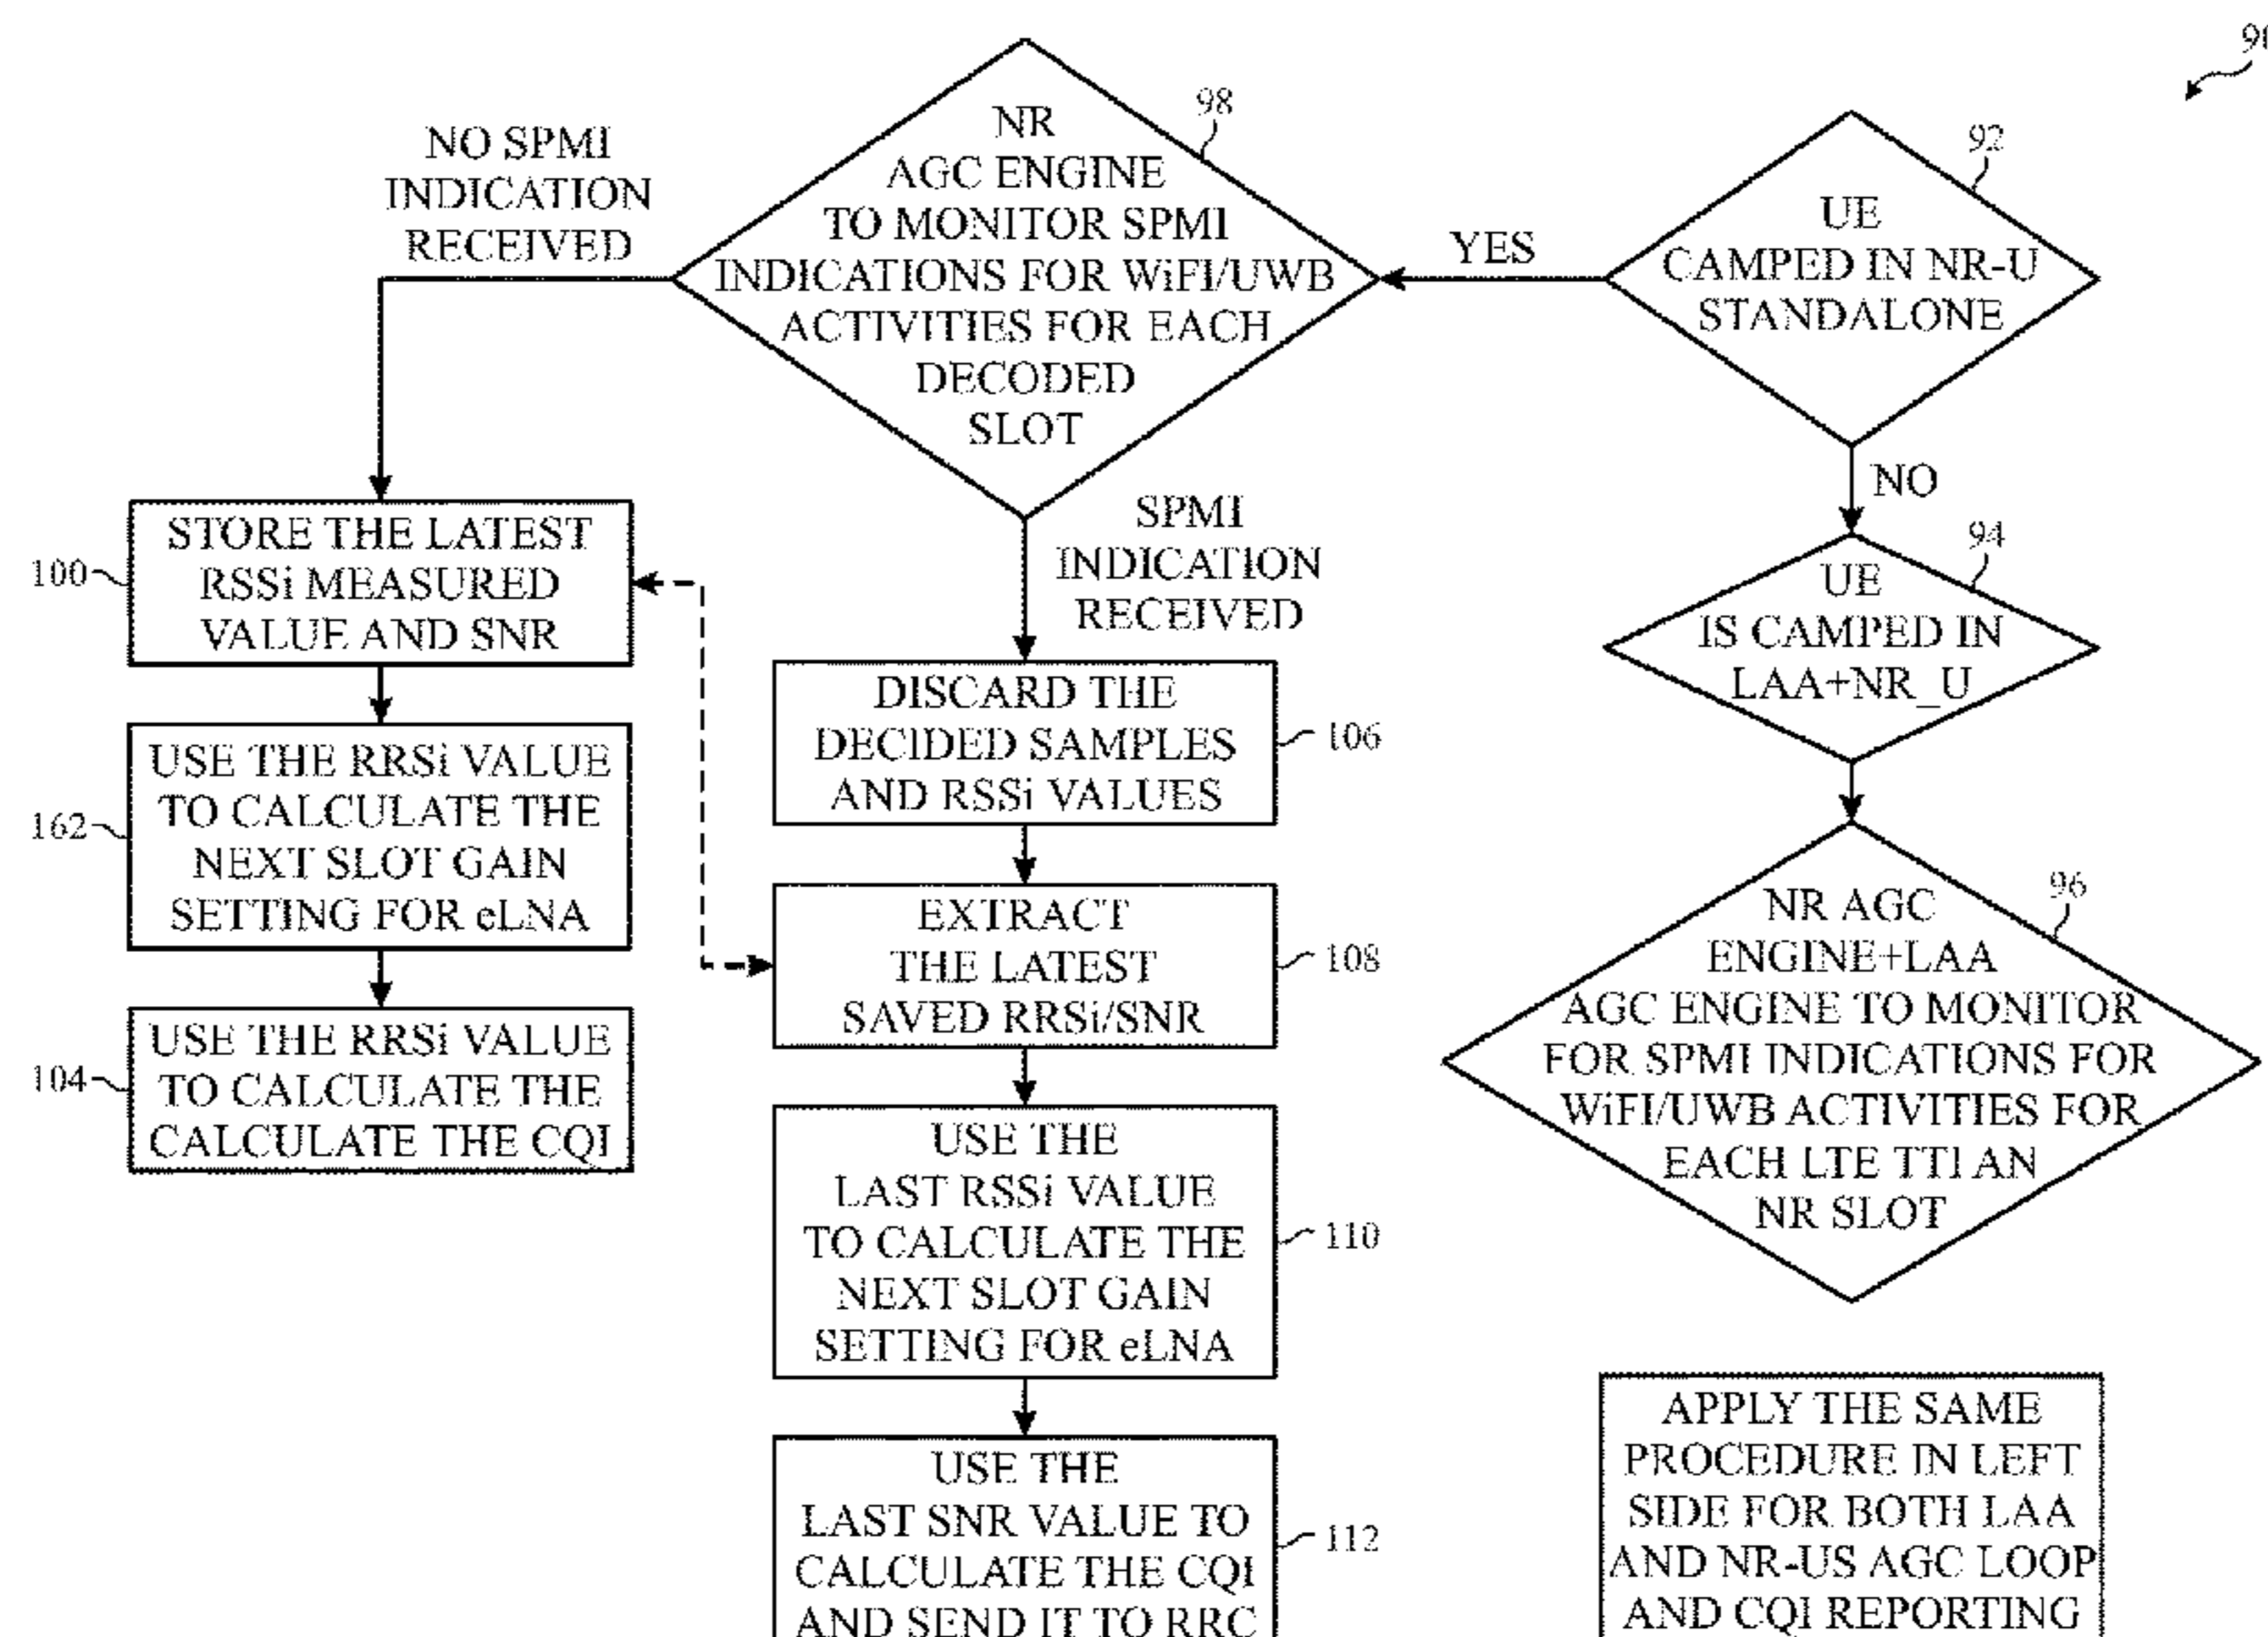 90
98
NR
AGC ENGINE
TO MONITOR SPMI
INDICATIONS FOR WiFI/UWB
ACTIVITIES FOR EACH
DECODED
SLOT
92
UE
CAMPED IN NR-U
STANDALONE
YES
NO
NO SPMI
INDICATION
RECEIVED
SPMI
INDICATION
RECEIVED
100
STORE THE LATEST
RSSi MEASURED
VALUE AND SNR
162
USE THE RRSi VALUE
TO CALCULATE THE
NEXT SLOT GAIN
SETTING FOR eLNA
104
USE THE RRSi VALUE
TO CALCULATE THE
CALCULATE THE CQI
DISCARD THE
DECIDED SAMPLES
AND RSSi VALUES
106
EXTRACT
THE LATEST
SAVED RRSi/SNR
108
USE THE
LAST RSSi VALUE
TO CALCULATE THE
NEXT SLOT GAIN
SETTING FOR eLNA
110
USE THE
LAST SNR VALUE TO
CALCULATE THE CQI
AND SEND IT TO RRC
112
94
UE
IS CAMPED IN
LAA+NR_U
96
NR AGC
ENGINE+LAA
AGC ENGINE TO MONITOR
FOR SPMI INDICATIONS FOR
WiFI/UWB ACTIVITIES FOR
EACH LTE TTI AN
NR SLOT
APPLY THE SAME
PROCEDURE IN LEFT
SIDE FOR BOTH LAA
AND NR-US AGC LOOP
AND CQI REPORTING